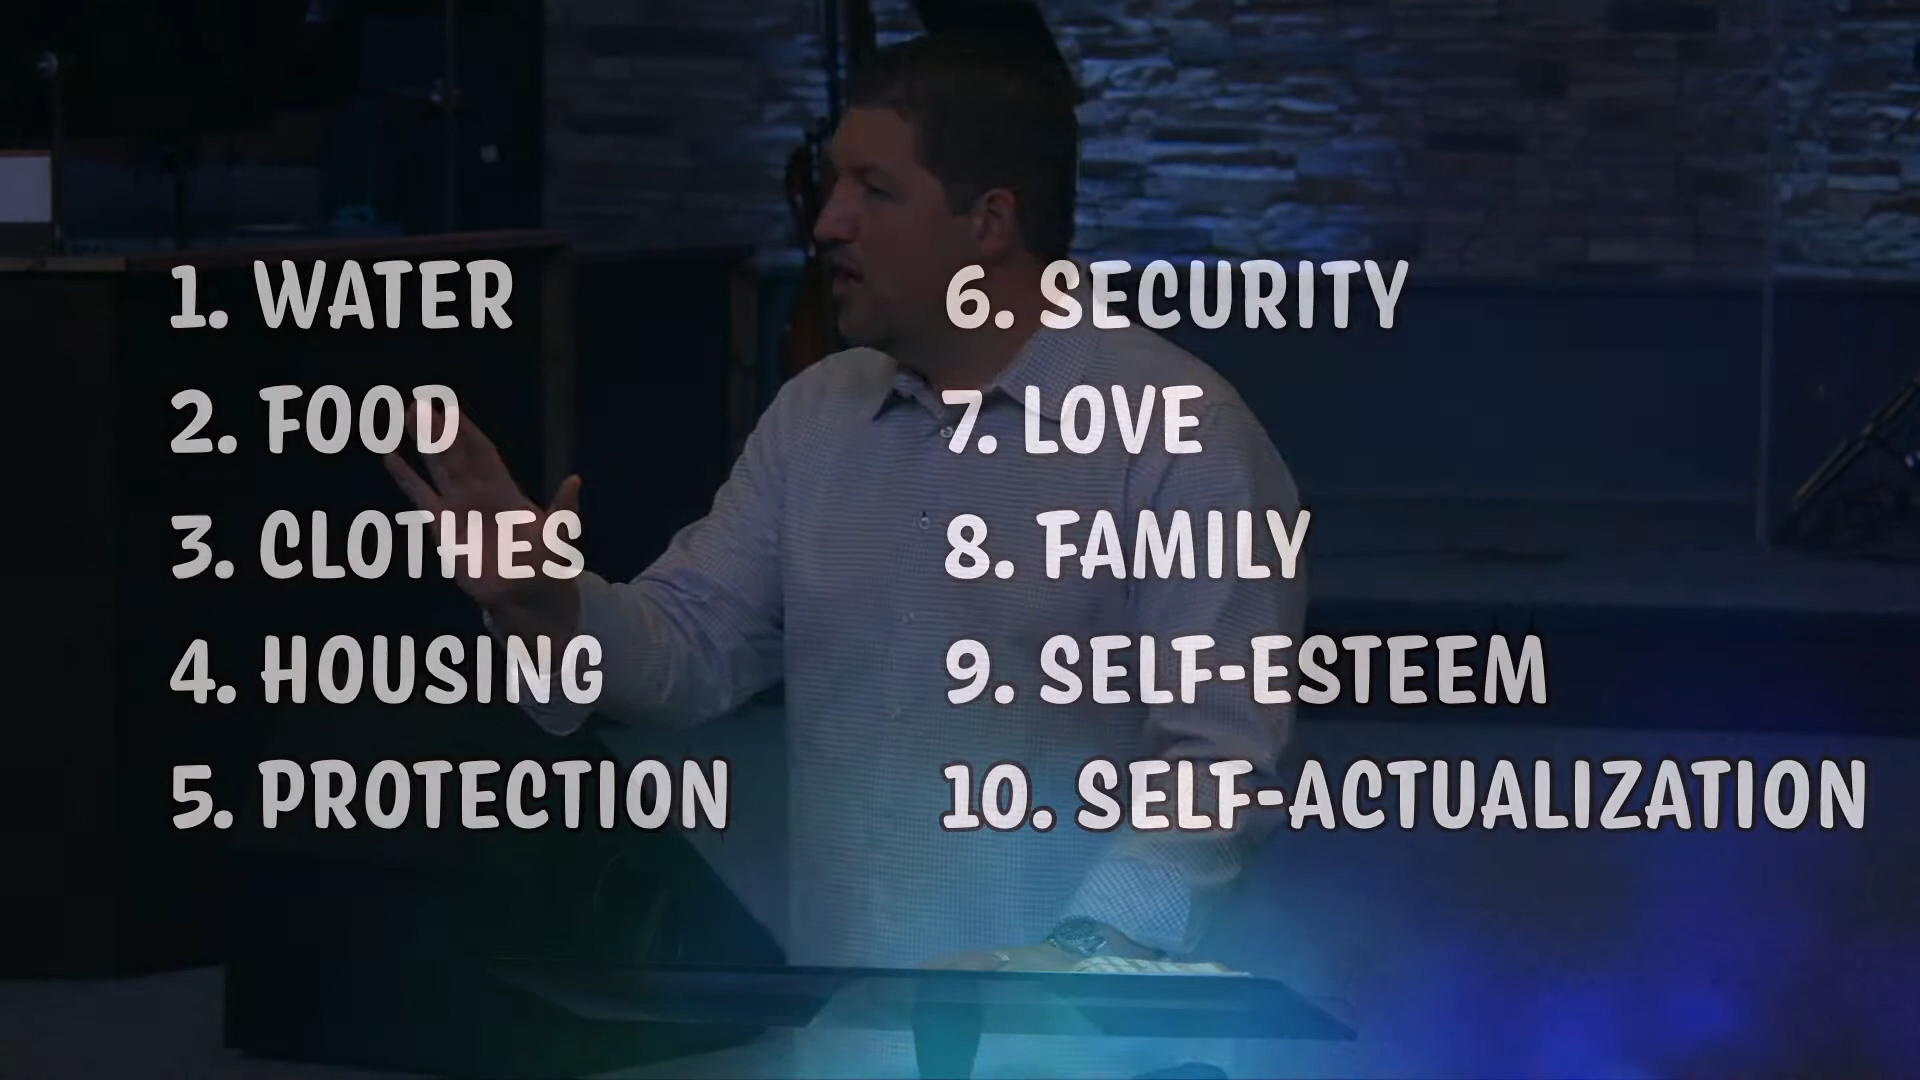 1. WATER
2. FOOD
3. CLOTHES
4. HOUSING
5. PROTECTION
6. SECURITY
7. LOVE
8. FAMILY
9. SELF-ESTEEM
10. SELF-ACTUALIZATION